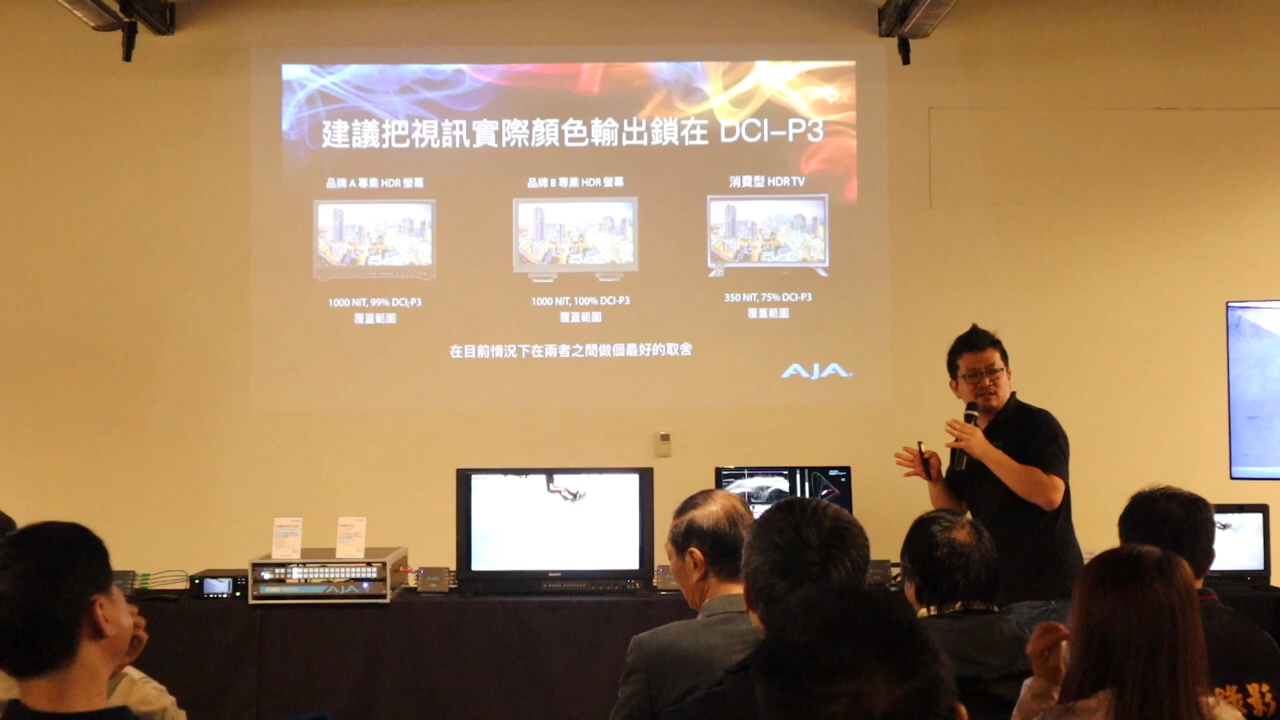 建議把視訊實際顏色輸出鎖在 DCI-P3
品牌 A 專業 HDR 螢幕
品牌 B 專業 HDR 螢幕
消費型 HDR TV
1000 NIT, 99% DCI-P3
覆蓋範圍
1000 NIT, 100% DCI-P3
覆蓋範圍
350 NIT, 75% DCI-P3
覆蓋範圍
在目前情況下在兩者之間做個最好的取舍
AJA
AJA
錄影